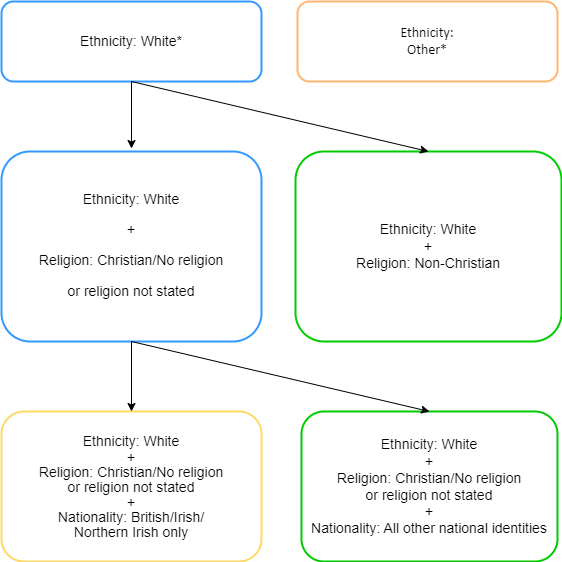 Ethnicity: White*
Ethnicity:
Other*
Ethnicity: White
+
Religion: Christian/No religion
or religion not stated
Ethnicity: White
+
Religion: Non-Christian
Ethnicity: White
+
Religion: Christian/No religion
or religion not stated
+
Nationality: British/Irish/
Northern Irish only
Ethnicity: White
+
Religion: Christian/No religion
or religion not stated
+
Nationality: All other national identities